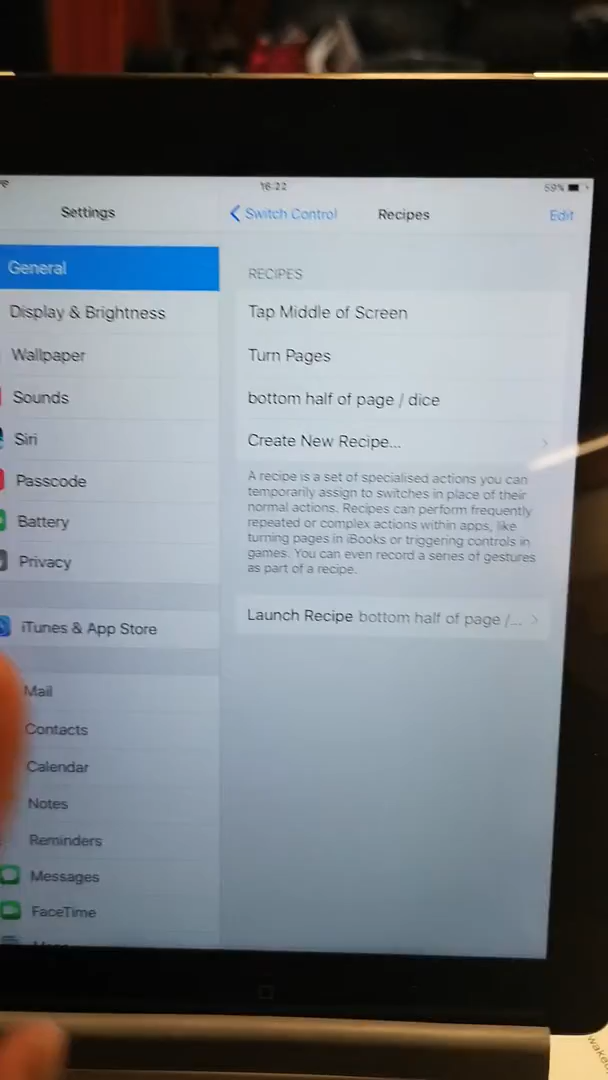 16:22
59%
Settings
Switch Control
Recipes
Edit
General
Display & Brightness
Wallpaper
Sounds
Siri
Passcode
Battery
Privacy
iTunes & App Store
Mail
Contacts
Calendar
Notes
Reminders
Messages
FaceTime
RECIPES
Tap Middle of Screen
Turn Pages
bottom half of page / dice
Create New Recipe...
A recipe is a set of specialised actions you can
temporarily assign to switches in place of their
normal actions. Recipes can perform frequently
repeated or complex actions within apps, like
turning pages in iBooks or triggering controls in
games. You can even record a series of gestures
as part of a recipe.
Launch Recipe bottom half of page /...